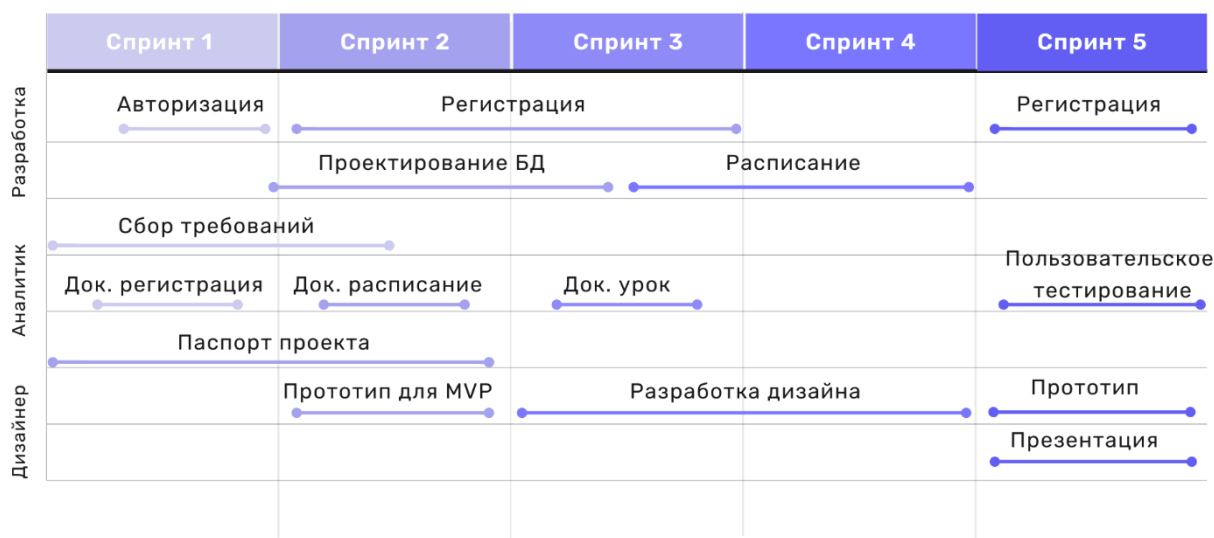 Спринт 1 Спринт 2 Спринт 3 Спринт 4 Спринт 5
Разработка
Авторизация Регистрация Регистрация
Проектирование БД Расписание
Аналитик
Сбор требований
Док. регистрация Док. расписание Док. урок Пользовательское
тестирование
Паспорт проекта
Дизайнер
Прототип для MVP Разработка дизайна Прототип
Презентация